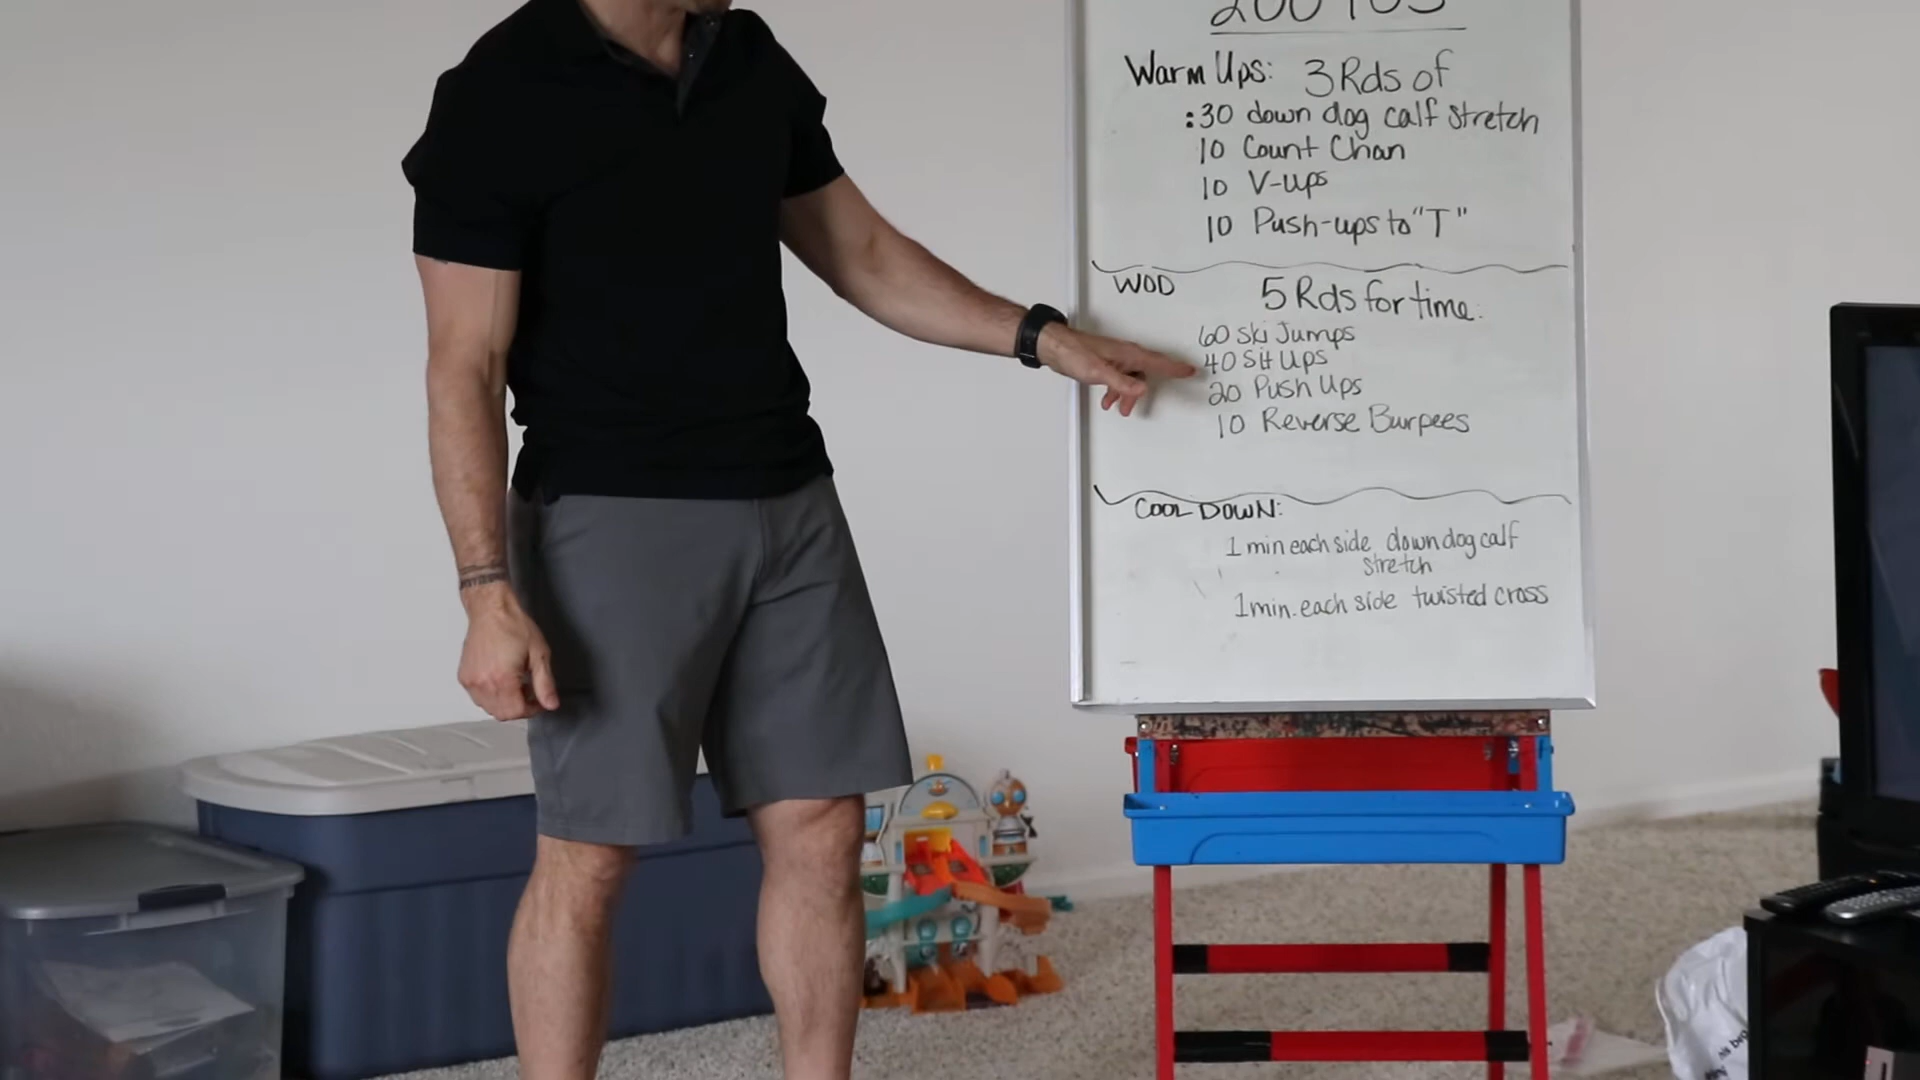 200403
Warm Ups: 3 Rds of
:30 down dog calf stretch
10 Count Chan
10 V-ups
10 Push-ups to "T"
WOD 5 Rds for time:
60 Ski Jumps
40 Sit Ups
20 Push Ups
10 Reverse Burpees
COOL DOWN:
1 min each side down dog calf
stretch
1 min. each side twisted cross